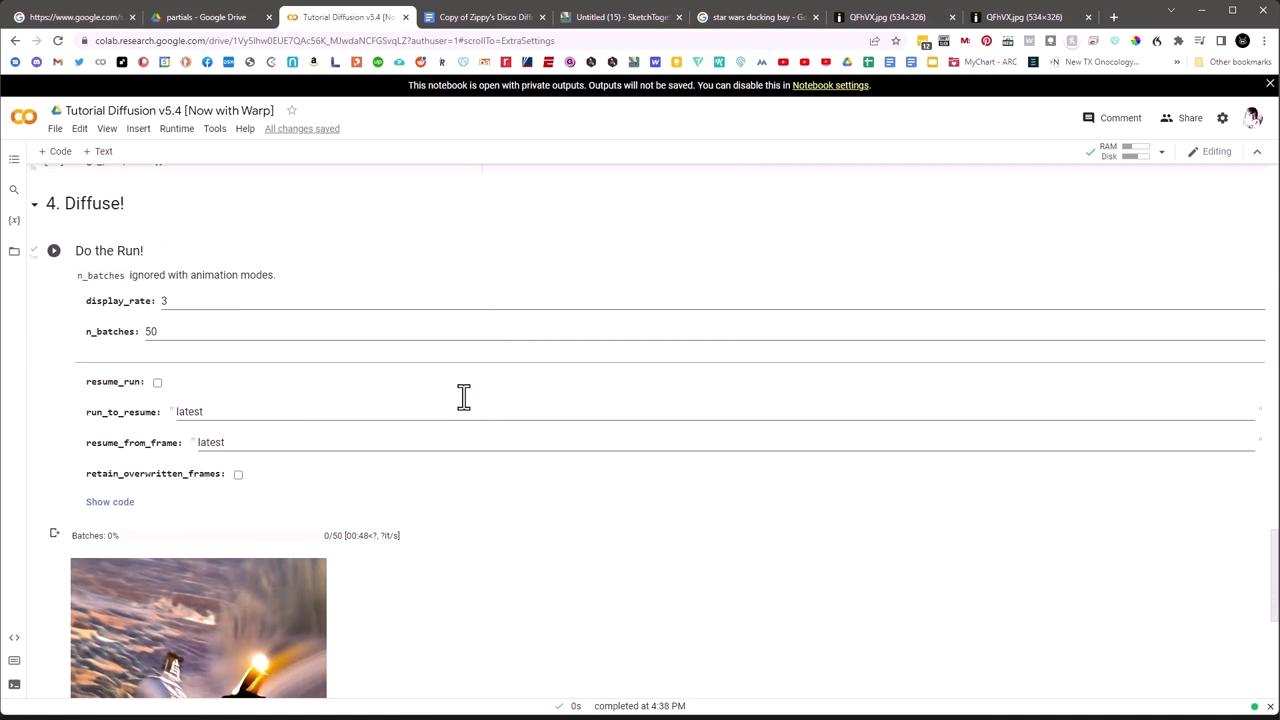 https://www.google.com/
partials - Google Drive
Tutorial Diffusion v5.4 [Now with
Copy of Zippy's Disco Diff
Untitled (15) - SketchToge
star wars docking bay - Go
QFhVX.jpg (534×326)
QFhVX.jpg (534×326)
colab.research.google.com/drive/1Vy5Ihw0EUE7QAc56K_MJwdaNCFGSvqLZ?authuser=1#scrollTo=ExtraSettings
12
MyChart - ARC
New TX Oncology...
Other bookmarks
This notebook is open with private outputs. Outputs will not be saved. You can disable this in Notebook settings.
Tutorial Diffusion v5.4 [Now with Warp]
Comment
Share
File Edit View Insert Runtime Tools Help All changes saved
+ Code + Text
RAM
Disk
Editing
4. Diffuse!
Do the Run!
n_batches ignored with animation modes.
display_rate: 3
n_batches: 50
resume_run:
run_to_resume: " latest "
resume_from_frame: " latest "
retain_overwritten_frames:
Show code
Batches: 0% 0/50 [00:48<?, ?it/s]
0s completed at 4:38 PM